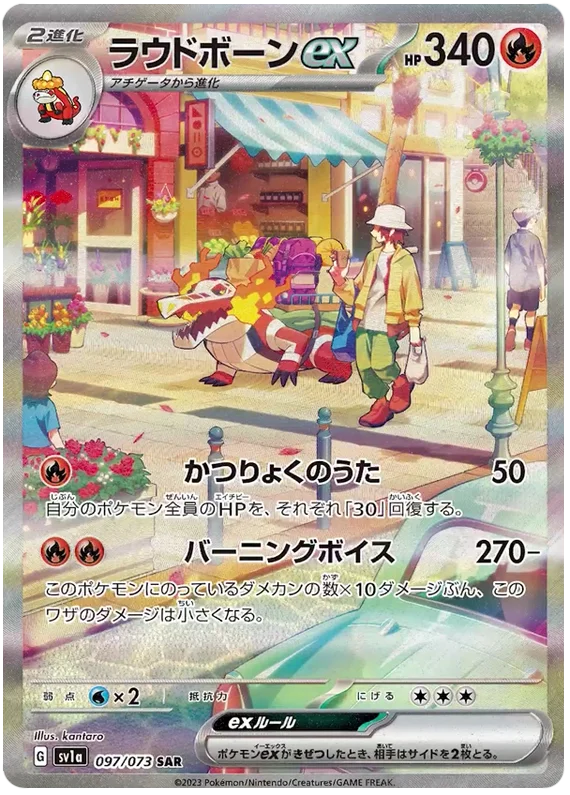 2進化 ラウドボーンex HP340
アチゲータから進化
かつりょくのうた 50
自分のポケモン全員のHPを、それぞれ「30」回復する。
バーニングボイス 270-
このポケモンにのっているダメカンの数×10ダメージぶん、この
ワザのダメージは小さくなる。
弱点 ×2 抵抗力 にげる
exルール
ポケモンexがきぜつしたとき、相手はサイドを2枚とる。
Illus. kantaro
G sv1a 097/073 SAR
©2023 Pokémon/Nintendo/Creatures/GAME FREAK.